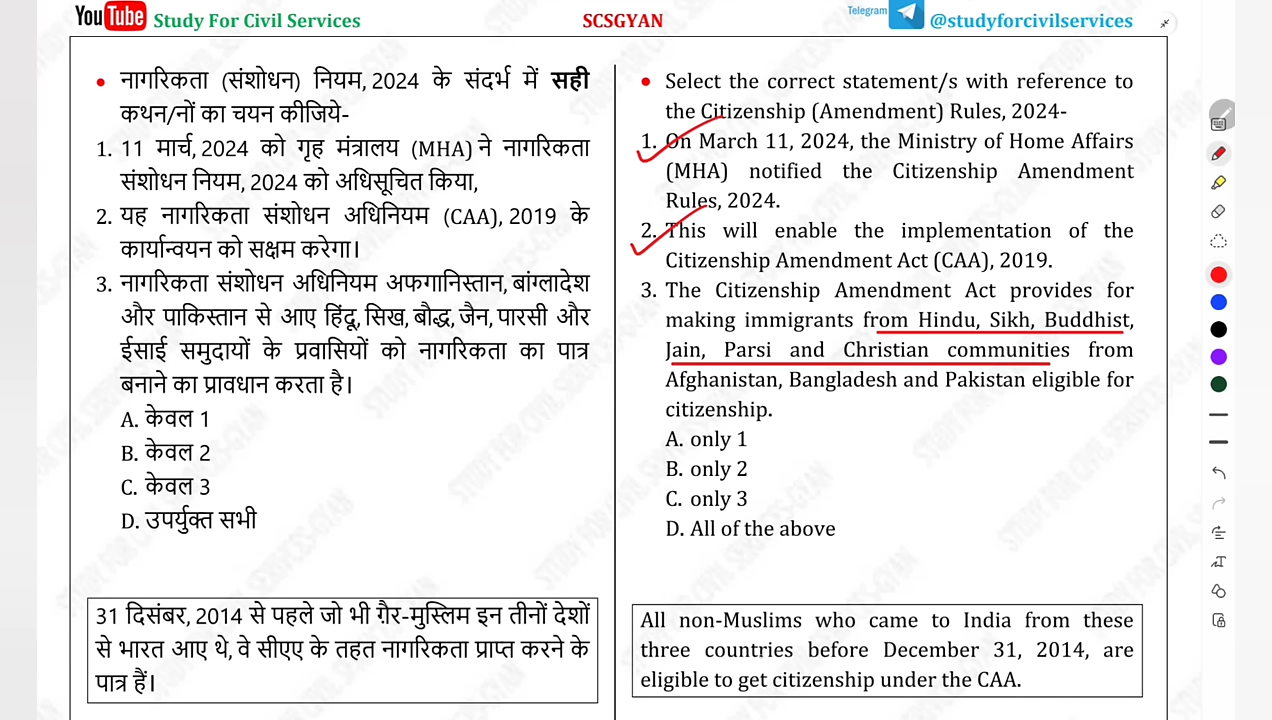 YouTube Study For Civil Services
SCSGYAN
Telegram
@studyforcivilservices
• नागरिकता (संशोधन) नियम, 2024 के संदर्भ में सही
कथन/नों का चयन कीजिये-
1. 11 मार्च, 2024 को गृह मंत्रालय (MHA) ने नागरिकता
संशोधन नियम, 2024 को अधिसूचित किया,
2. यह नागरिकता संशोधन अधिनियम (CAA), 2019 के
कार्यान्वयन को सक्षम करेगा।
3. नागरिकता संशोधन अधिनियम अफगानिस्तान, बांग्लादेश
और पाकिस्तान से आए हिंदू, सिख, बौद्ध, जैन, पारसी और
ईसाई समुदायों के प्रवासियों को नागरिकता का पात्र
बनाने का प्रावधान करता है।
A. केवल 1
B. केवल 2
C. केवल 3
D. उपर्युक्त सभी
31 दिसंबर, 2014 से पहले जो भी ग़ैर-मुस्लिम इन तीनों देशों
से भारत आए थे, वे सीएए के तहत नागरिकता प्राप्त करने के
पात्र हैं।
• Select the correct statement/s with reference to
the Citizenship (Amendment) Rules, 2024-
1. On March 11, 2024, the Ministry of Home Affairs
(MHA) notified the Citizenship Amendment
Rules, 2024.
2. This will enable the implementation of the
Citizenship Amendment Act (CAA), 2019.
3. The Citizenship Amendment Act provides for
making immigrants from Hindu, Sikh, Buddhist,
Jain, Parsi and Christian communities from
Afghanistan, Bangladesh and Pakistan eligible for
citizenship.
A. only 1
B. only 2
C. only 3
D. All of the above
All non-Muslims who came to India from these
three countries before December 31, 2014, are
eligible to get citizenship under the CAA.